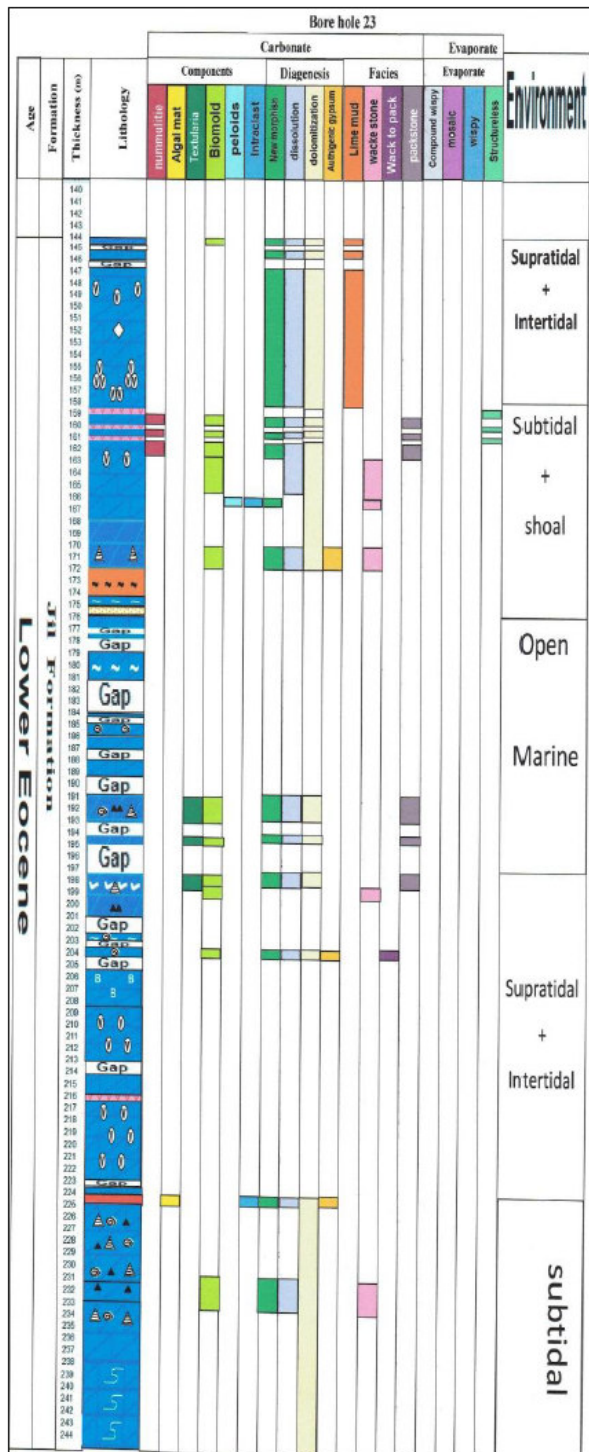 Bore hole 23
Carbonate
Evaporate
Components
Diagenesis
Facies
Evaporate
Age
Formation
Thickness (m)
Lithology
nummulitie
Algal mat
Textularia
Biomold
peloids
Intraclast
New morphism
dissolution
dolomitization
Authgenic gypsum
Lime mud
wacke stone
Wack to pack
packstone
Compound wispy
mosaic
wispy
Structureless
Environment
140
141
142
143
144
145
146
147
148
149
150
151
152
153
154
155
156
157
158
159
160
161
162
163
164
165
166
167
168
169
170
171
172
173
174
175
176
177
178
179
180
181
182
183
184
185
186
187
188
189
190
191
192
193
194
195
196
197
198
199
200
201
202
203
204
205
206
207
208
209
210
211
212
213
214
215
216
217
218
219
220
221
222
223
224
225
226
227
228
229
230
231
232
233
234
235
236
237
238
239
240
241
242
243
244
Gap
Gap
Gap
Gap
Gap
Gap
Gap
Gap
Gap
Gap
Gap
Gap
Gap
B B
B
Gap
Gap
S
S
S
Lower Eocene
Jil Formation
Supratidal
+
Intertidal
Subtidal
+
shoal
Open
Marine
Supratidal
+
Intertidal
subtidal